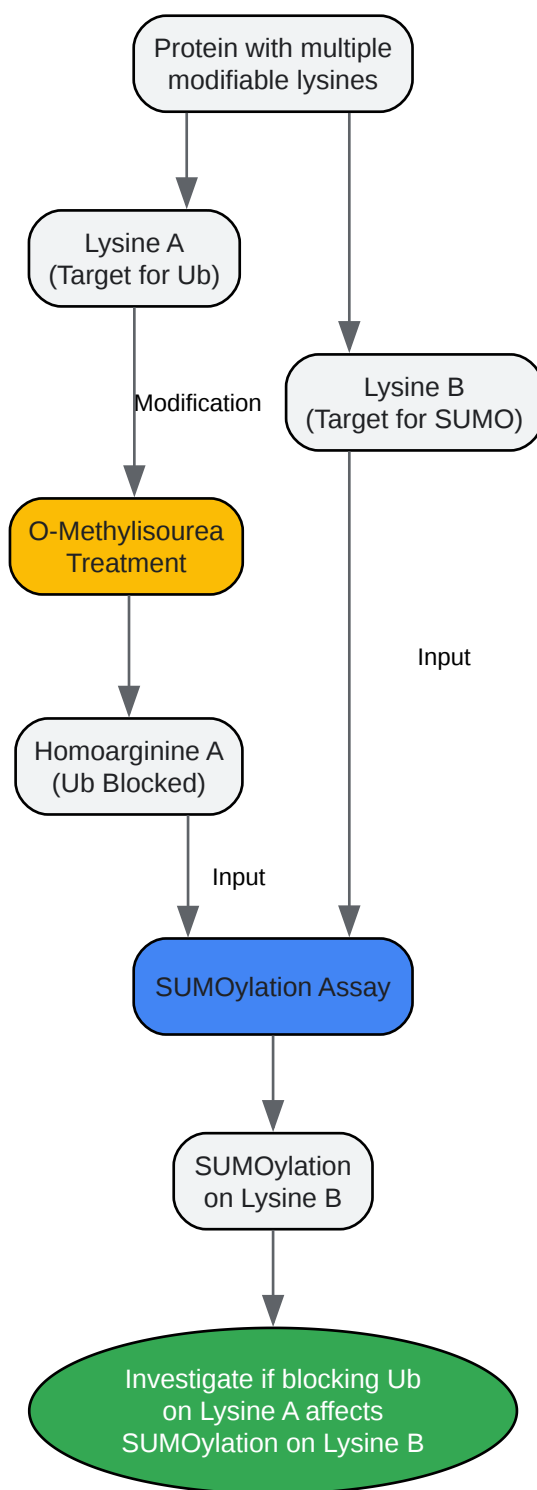 Protein with multiple
modifiable lysines
Lysine A
(Target for Ub)
Lysine B
(Target for SUMO)
Modification
O-Methylisourea
Treatment
Input
Homoarginine A
(Ub Blocked)
Input
SUMOylation Assay
SUMOylation
on Lysine B
Investigate if blocking Ub
on Lysine A affects
SUMOylation on Lysine B